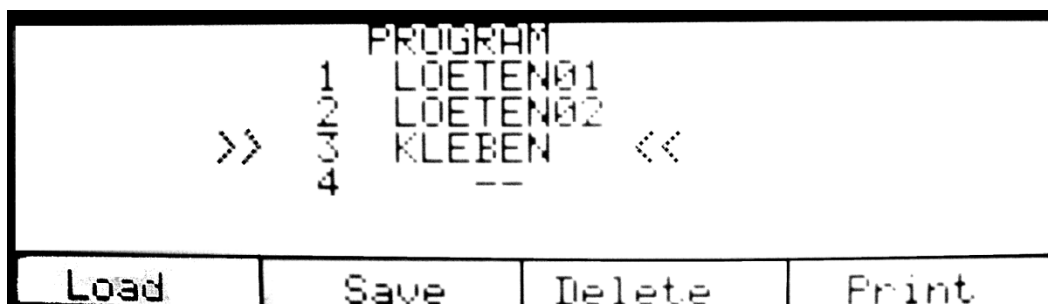 PROGRAM
1 LOETEN01
2 LOETEN02
>> 3 KLEBEN <<
4 --
Load Save Delete Print